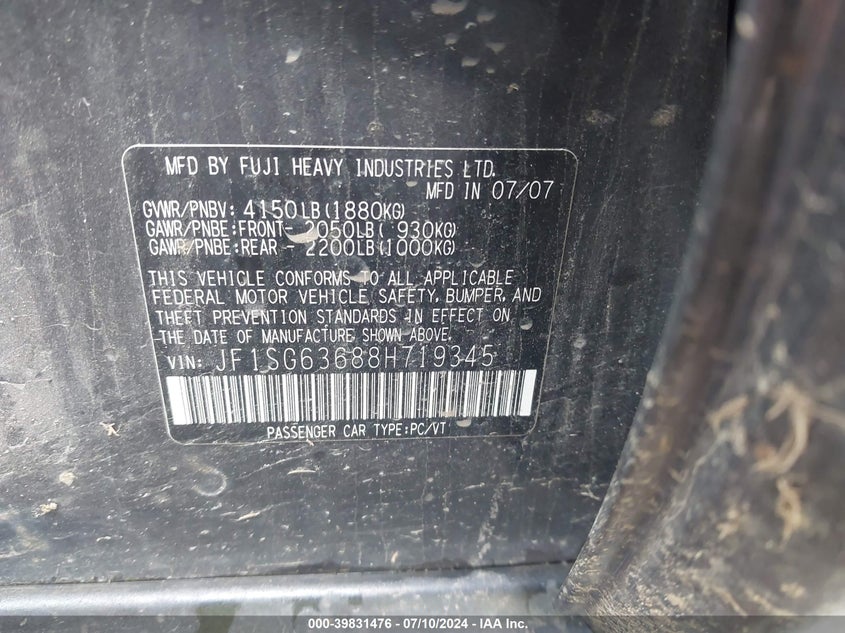 MFD BY FUJI HEAVY INDUSTRIES LTD.
MFD IN 07/07
GVWR/PNBV: 4150LB(1880KG)
GAWR/PNBE:FRONT- 2050LB( 930KG)
GAWR/PNBE:REAR - 2200LB(1000KG)
THIS VEHICLE CONFORMS TO ALL APPLICABLE
FEDERAL MOTOR VEHICLE SAFETY, BUMPER, AND
THEFT PREVENTION STANDARDS IN EFFECT ON
THE DATE OF MANUFACTURE SHOWN ABOVE.
VIN: JF1SG63688H719345
PASSENGER CAR TYPE:PC/VT
000-39831476 - 07/10/2024 - IAA Inc.